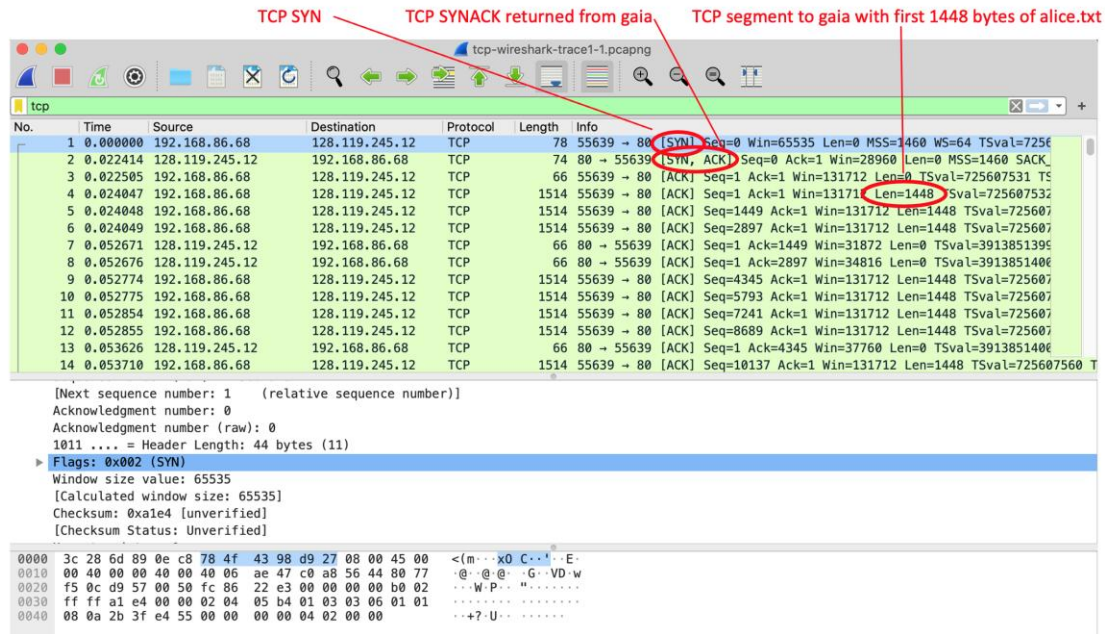 TCP SYN
TCP SYNACK returned from gaia
TCP segment to gaia with first 1448 bytes of alice.txt
tcp-wireshark-trace1-1.pcapng
tcp
No. Time Source Destination Protocol Length Info
1 0.000000 192.168.86.68 128.119.245.12 TCP 78 55639 → 80 [SYN] Seq=0 Win=65535 Len=0 MSS=1460 WS=64 TSval=7256
2 0.022414 128.119.245.12 192.168.86.68 TCP 74 80 → 55639 [SYN, ACK] Seq=0 Ack=1 Win=28960 Len=0 MSS=1460 SACK_
3 0.022505 192.168.86.68 128.119.245.12 TCP 66 55639 → 80 [ACK] Seq=1 Ack=1 Win=131712 Len=0 TSval=725607531 TS
4 0.024047 192.168.86.68 128.119.245.12 TCP 1514 55639 → 80 [ACK] Seq=1 Ack=1 Win=131712 Len=1448 TSval=725607532
5 0.024048 192.168.86.68 128.119.245.12 TCP 1514 55639 → 80 [ACK] Seq=1449 Ack=1 Win=131712 Len=1448 TSval=725607
6 0.024049 192.168.86.68 128.119.245.12 TCP 1514 55639 → 80 [ACK] Seq=2897 Ack=1 Win=131712 Len=1448 TSval=725607
7 0.052671 128.119.245.12 192.168.86.68 TCP 66 80 → 55639 [ACK] Seq=1 Ack=1449 Win=31872 Len=0 TSval=3913851399
8 0.052676 128.119.245.12 192.168.86.68 TCP 66 80 → 55639 [ACK] Seq=1 Ack=2897 Win=34816 Len=0 TSval=3913851400
9 0.052774 192.168.86.68 128.119.245.12 TCP 1514 55639 → 80 [ACK] Seq=4345 Ack=1 Win=131712 Len=1448 TSval=725607
10 0.052775 192.168.86.68 128.119.245.12 TCP 1514 55639 → 80 [ACK] Seq=5793 Ack=1 Win=131712 Len=1448 TSval=725607
11 0.052854 192.168.86.68 128.119.245.12 TCP 1514 55639 → 80 [ACK] Seq=7241 Ack=1 Win=131712 Len=1448 TSval=725607
12 0.052855 192.168.86.68 128.119.245.12 TCP 1514 55639 → 80 [ACK] Seq=8689 Ack=1 Win=131712 Len=1448 TSval=725607
13 0.053626 128.119.245.12 192.168.86.68 TCP 66 80 → 55639 [ACK] Seq=1 Ack=4345 Win=37760 Len=0 TSval=3913851400
14 0.053710 192.168.86.68 128.119.245.12 TCP 1514 55639 → 80 [ACK] Seq=10137 Ack=1 Win=131712 Len=1448 TSval=725607560 T
[Next sequence number: 1 (relative sequence number)]
Acknowledgment number: 0
Acknowledgment number (raw): 0
1011 .... = Header Length: 44 bytes (11)
Flags: 0x002 (SYN)
Window size value: 65535
[Calculated window size: 65535]
Checksum: 0xa1e4 [unverified]
[Checksum Status: Unverified]
0000 3c 28 6d 89 0e c8 78 4f 43 98 d9 27 08 00 45 00 <(m···xO C··'··E·
0010 00 40 00 00 40 00 40 06 ae 47 c0 a8 56 44 80 77 ·@··@·@· ·G··VD·w
0020 f5 0c d9 57 00 50 fc 86 22 e3 00 00 00 00 b0 02 ···W·P·· "·······
0030 ff ff a1 e4 00 00 02 04 05 b4 01 03 03 06 01 01 ········ ········
0040 08 0a 2b 3f e4 55 00 00 00 00 04 02 00 00 ··+?·U·· ······